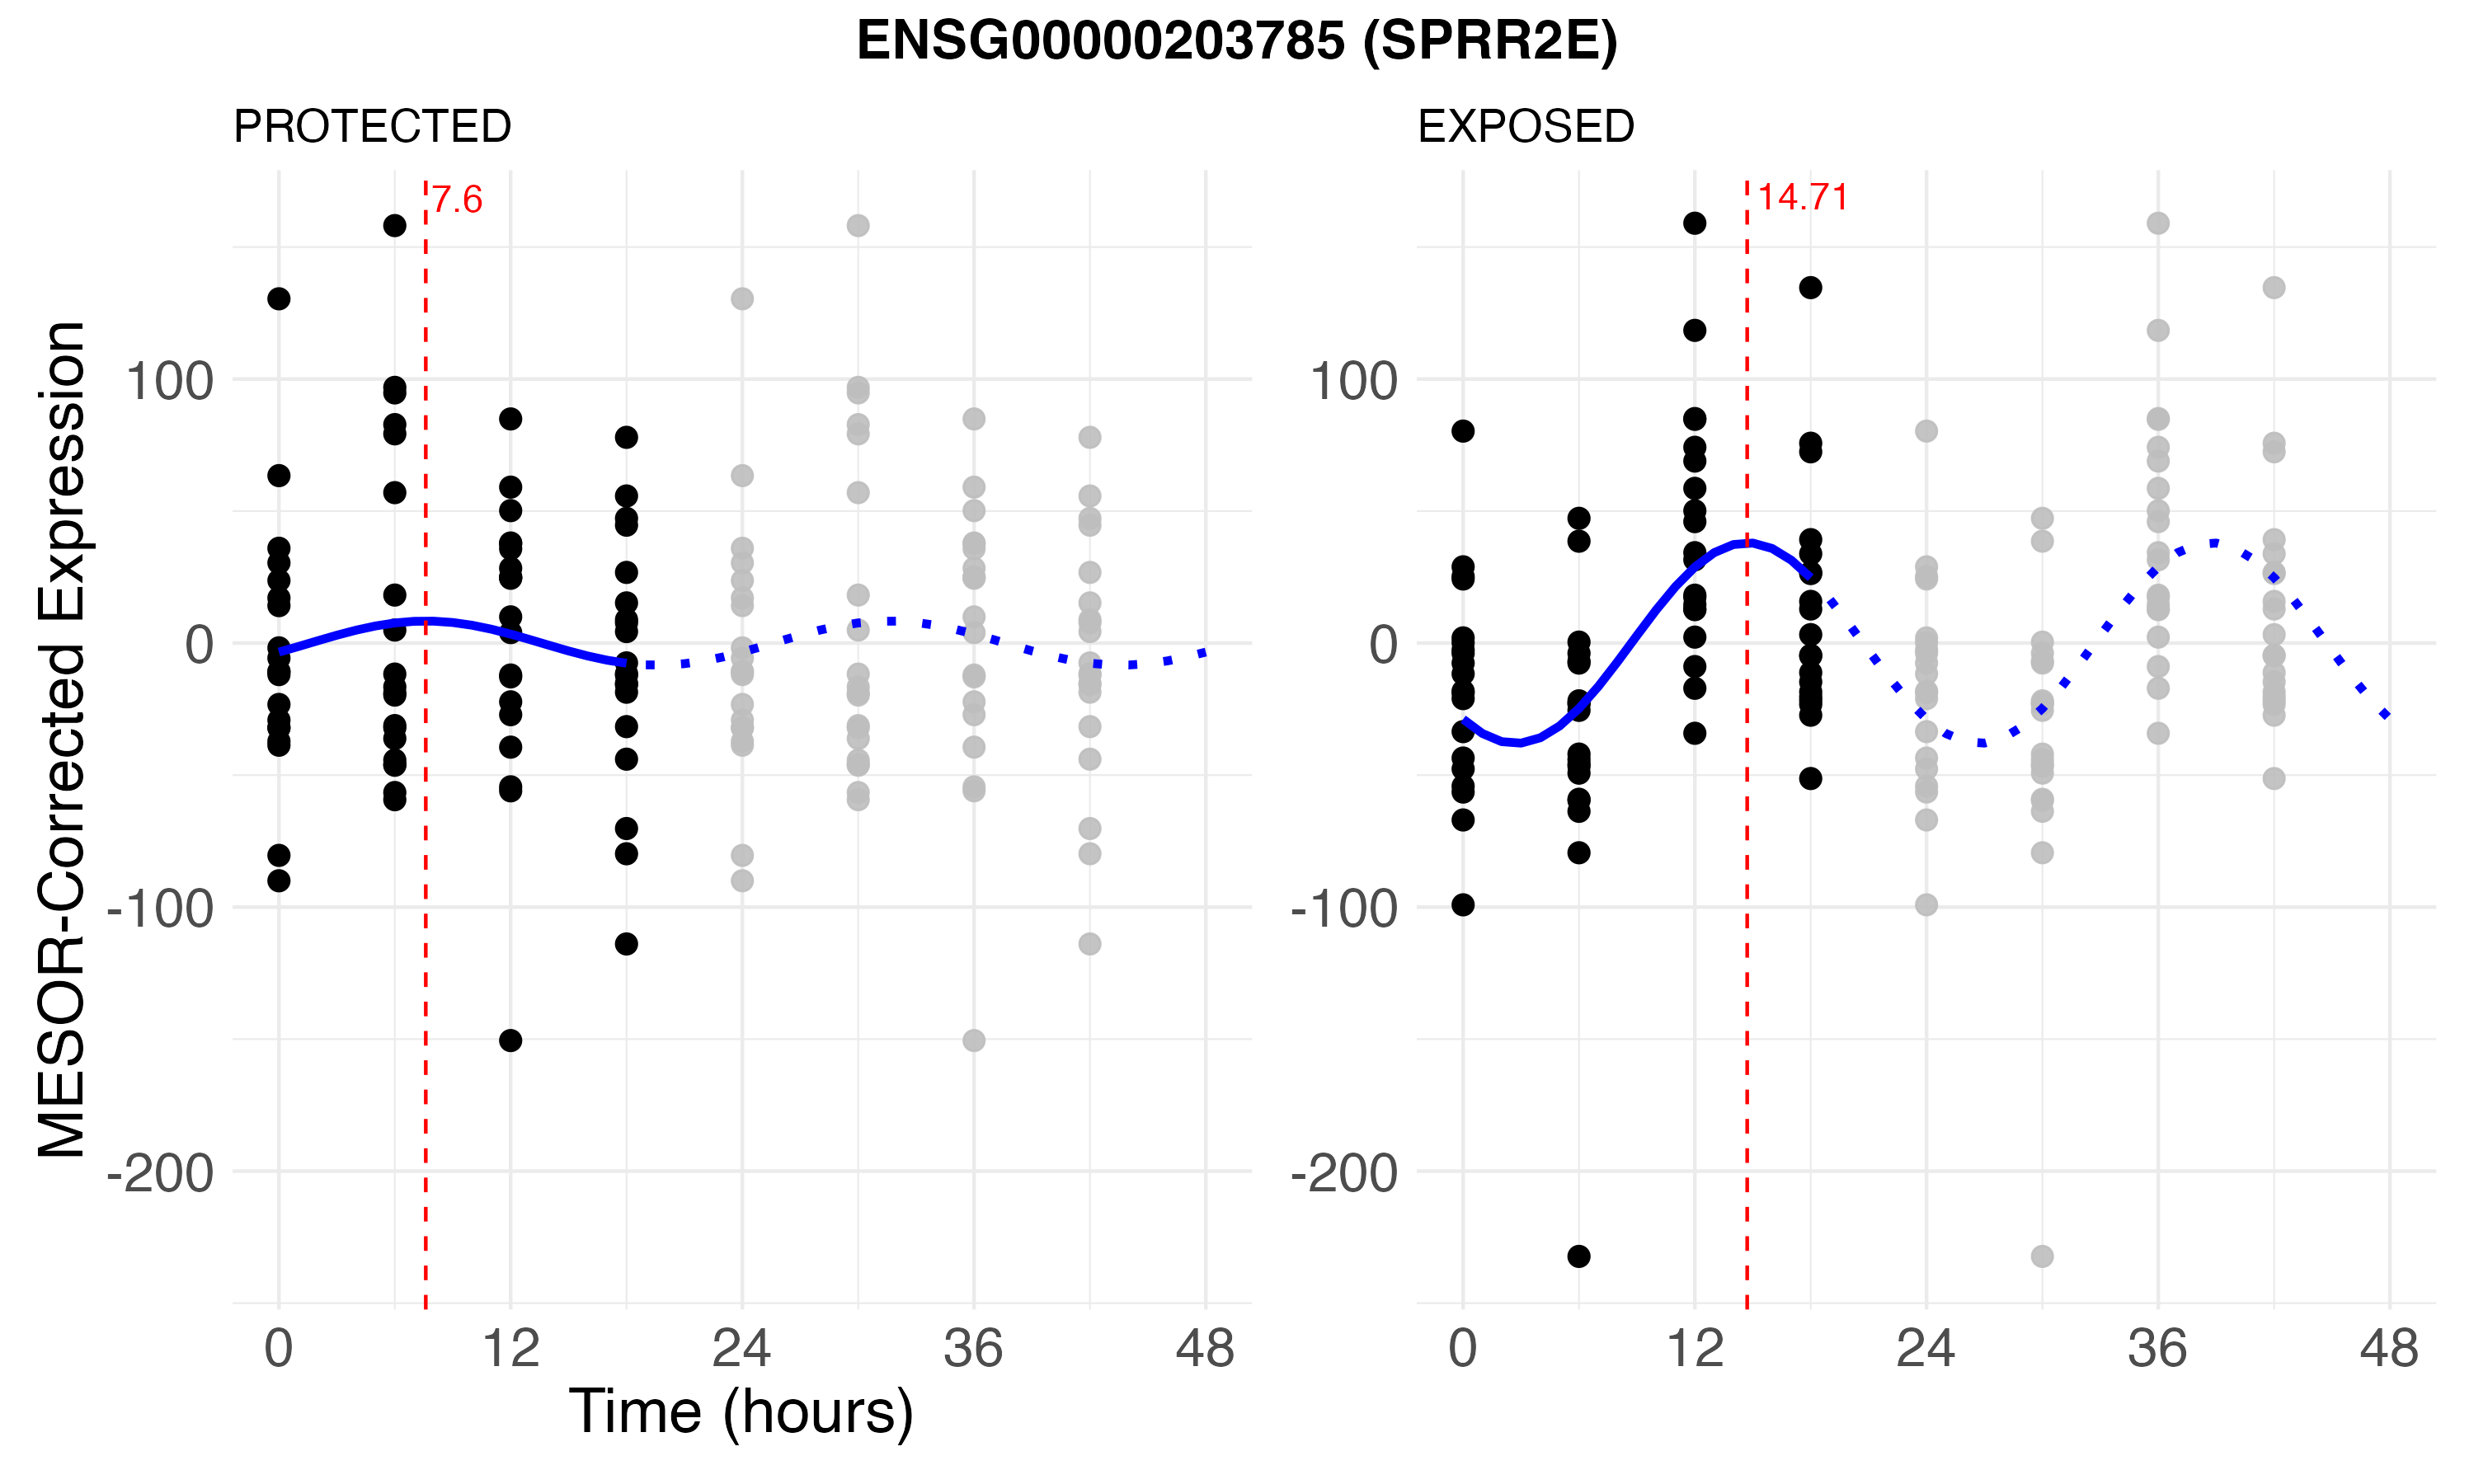 ENSG00000203785 (SPRR2E)
PROTECTED
EXPOSED
7.6
14.71
MESOR-Corrected Expression
100
0
-100
-200
100
0
-100
-200
0 12 24 36 48
0 12 24 36 48
Time (hours)